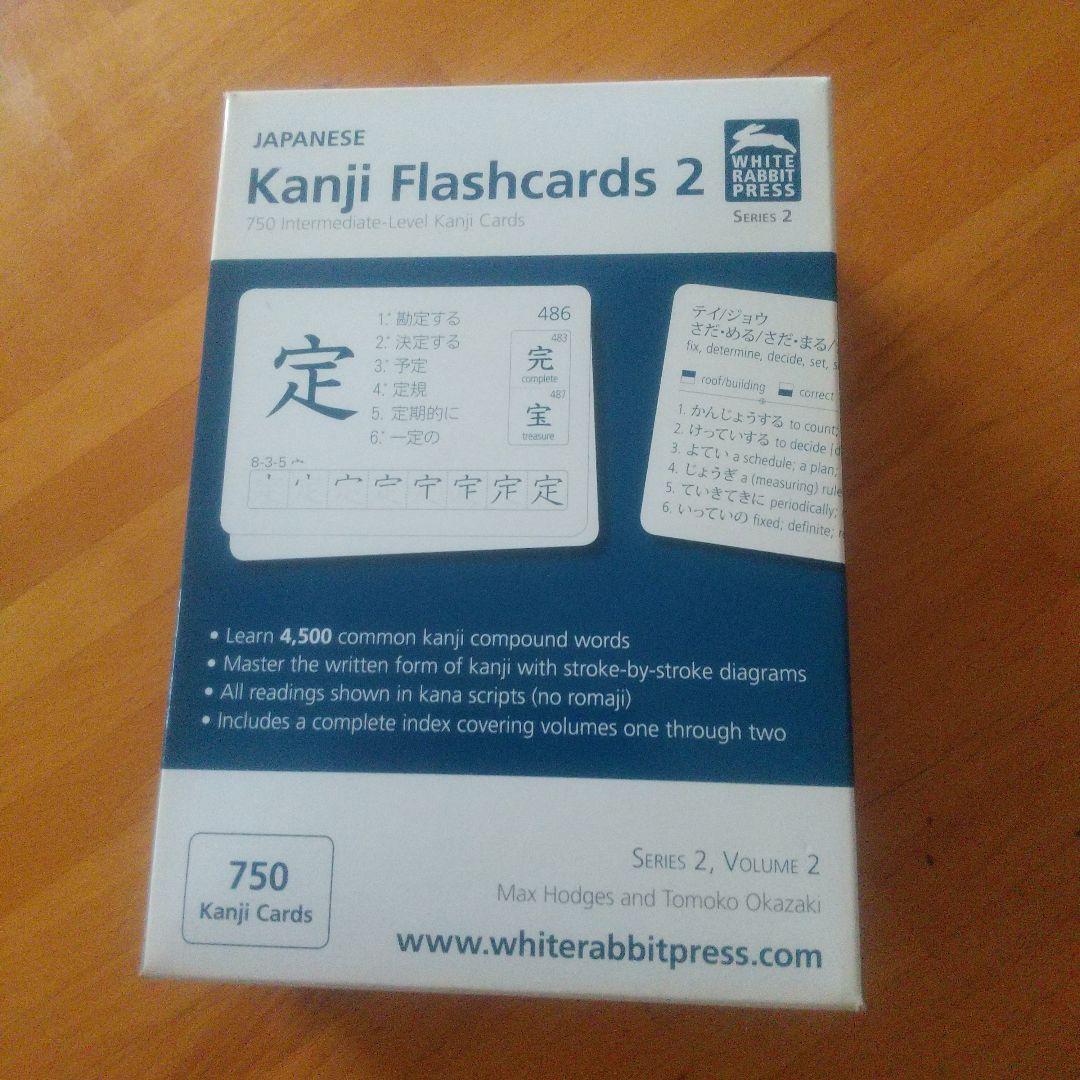 JAPANESE
Kanji Flashcards 2
750 Intermediate-Level Kanji Cards
WHITE
RABBIT
PRESS
SERIES 2
定
1.* 勘定する
2.* 決定する
3.* 予定
4.* 定規
5. 定期的に
6.* 一定の
486
483
完
complete
487
宝
treasure
8-3-5
定
テイ/ジョウ
さだ・める/さだ・まる/
fix, determine, decide, set,
roof/building correct
1. かんじょうする to count;
2. けっていする to decide
3. よてい a schedule; a plan;
4. じょうぎ a (measuring) rule
5. ていきてきに periodically;
6. いっていの fixed; definite;
• Learn 4,500 common kanji compound words
• Master the written form of kanji with stroke-by-stroke diagrams
• All readings shown in kana scripts (no romaji)
• Includes a complete index covering volumes one through two
750
Kanji Cards
SERIES 2, VOLUME 2
Max Hodges and Tomoko Okazaki
www.whiterabbitpress.com